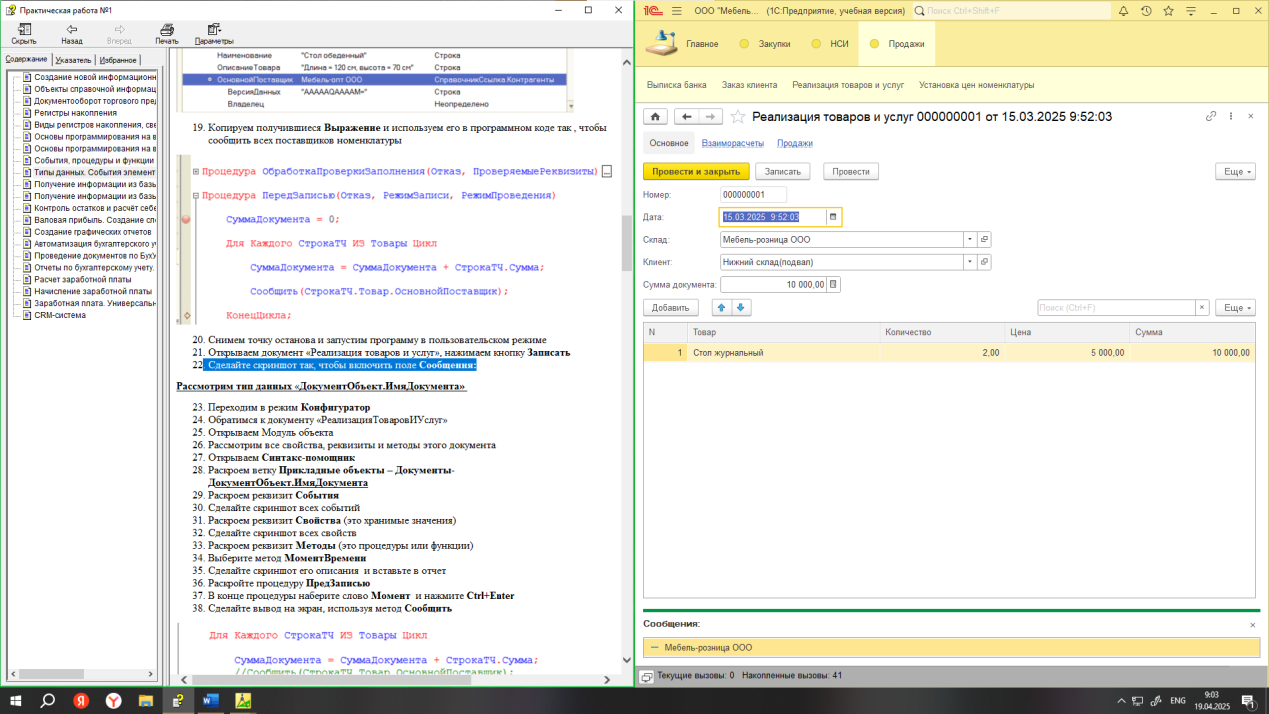 Практическая работа №1
Скрыть Назад Вперед Печать Параметры
Содержание Указатель Избранное
Создание новой информационн
Объекты справочной информац
Документооборот торгового пред
Регистры накопления
Виды регистров накопления, све
Основы программирования на в
Основы программирования на в
События, процедуры и функции
Типы данных. События элемент
Получение информации из базь
Получение информации из базь
Контроль остатков и расчёт себе
Валовая прибыль. Создание сло
Создание графических отчетов
Автоматизация бухгалтерского у
Проведение документов по БухУ
Отчеты по бухгалтерскому учету.
Расчет заработной платы
Начисление заработной платы
Заработная плата. Универсальн
CRM-система
Наименование "Стол обеденный" Строка
ОписаниеТовара "Длина = 120 см, высота = 70 см" Строка
ОсновнойПоставщик Мебель-опт ООО СправочникСсылка.Контрагенты
ВерсияДанных "AAAAAQAAAAM=" Строка
Владелец Неопределено
19. Копируем получившиеся Выражение и используем его в программном коде так , чтобы
сообщить всех поставщиков номенклатуры
Процедура ОбработкаПроверкиЗаполнения(Отказ, ПроверяемыеРеквизиты) ...
Процедура ПередЗаписью(Отказ, РежимЗаписи, РежимПроведения)
СуммаДокумента = 0;
Для Каждого СтрокаТЧ ИЗ Товары Цикл
СуммаДокумента = СуммаДокумента + СтрокаТЧ.Сумма;
Сообщить(СтрокаТЧ.Товар.ОсновнойПоставщик);
КонецЦикла;
20. Снимем точку останова и запустим программу в пользовательском режиме
21. Открываем документ «Реализация товаров и услуг», нажимаем кнопку Записать
22. Сделайте скриншот так, чтобы включить поле Сообщения:
Рассмотрим тип данных «ДокументОбъект.ИмяДокумента»
23. Переходим в режим Конфигуратор
24. Обратимся к документу «РеализацияТоваровИУслуг»
25. Открываем Модуль объекта
26. Рассмотрим все свойства, реквизиты и методы этого документа
27. Открываем Синтакс-помощник
28. Раскроем ветку Прикладные объекты – Документы-
ДокументОбъект.ИмяДокумента
29. Раскроем реквизит События
30. Сделайте скриншот всех событий
31. Раскроем реквизит Свойства (это хранимые значения)
32. Сделайте скриншот всех свойств
33. Раскроем реквизит Методы (это процедуры или функции)
34. Выберите метод МоментВремени
35. Сделайте скриншот его описания и вставьте в отчет
36. Раскройте процедуру ПредЗаписью
37. В конце процедуры наберите слово Момент и нажмите Ctrl+Enter
38. Сделайте вывод на экран, используя метод Сообщить
Для Каждого СтрокаТЧ ИЗ Товары Цикл
СуммаДокумента = СуммаДокумента + СтрокаТЧ.Сумма;
//Сообщить(СтрокаТЧ.Товар.ОсновнойПоставщик);
ООО "Мебель... (1С:Предприятие, учебная версия) Поиск Ctrl+Shift+F
Главное Закупки НСИ Продажи
Выписка банка Заказ клиента Реализация товаров и услуг Установка цен номенклатуры
Реализация товаров и услуг 000000001 от 15.03.2025 9:52:03
Основное Взаиморасчеты Продажи
Провести и закрыть Записать Провести Еще
Номер: 000000001
Дата: 15.03.2025 9:52:03
Склад: Мебель-розница ООО
Клиент: Нижний склад(подвал)
Сумма документа: 10 000,00
Добавить Поиск (Ctrl+F) Еще
N Товар Количество Цена Сумма
1 Стол журнальный 2,00 5 000,00 10 000,00
Сообщения:
— Мебель-розница ООО
Текущие вызовы: 0 Накопленные вызовы: 41
ENG 9:03
19.04.2025